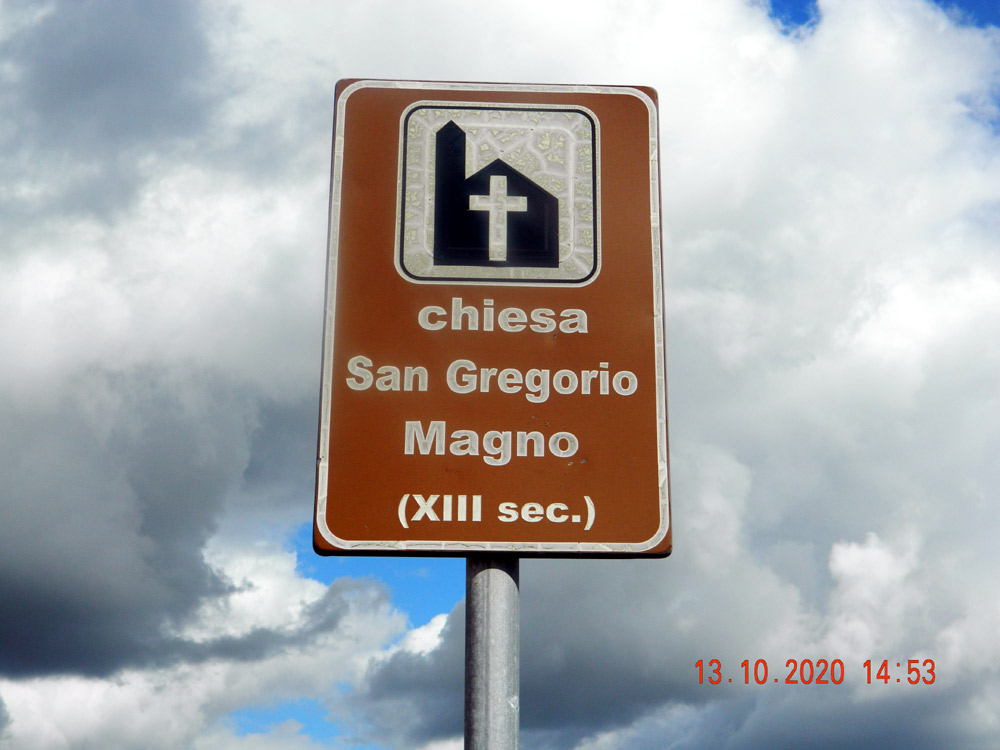 chiesa
San Gregorio
Magno
(XIII sec.)
13.10.2020 14:53